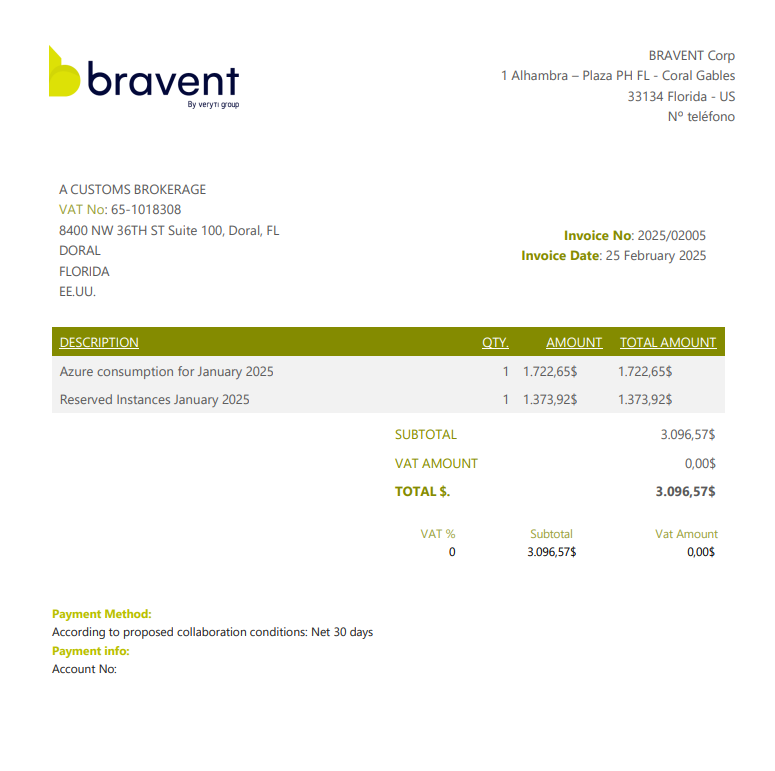 bravent
By veryti group
BRAVENT Corp
1 Alhambra – Plaza PH FL - Coral Gables
33134 Florida - US
Nº teléfono
A CUSTOMS BROKERAGE
VAT No: 65-1018308
8400 NW 36TH ST Suite 100, Doral, FL
DORAL
FLORIDA
EE.UU.
Invoice No: 2025/02005
Invoice Date: 25 February 2025
DESCRIPTION QTY. AMOUNT TOTAL AMOUNT
Azure consumption for January 2025 1 1.722,65$ 1.722,65$
Reserved Instances January 2025 1 1.373,92$ 1.373,92$
SUBTOTAL 3.096,57$
VAT AMOUNT 0,00$
TOTAL $. 3.096,57$
VAT % Subtotal Vat Amount
0 3.096,57$ 0,00$
Payment Method:
According to proposed collaboration conditions: Net 30 days
Payment info:
Account No: